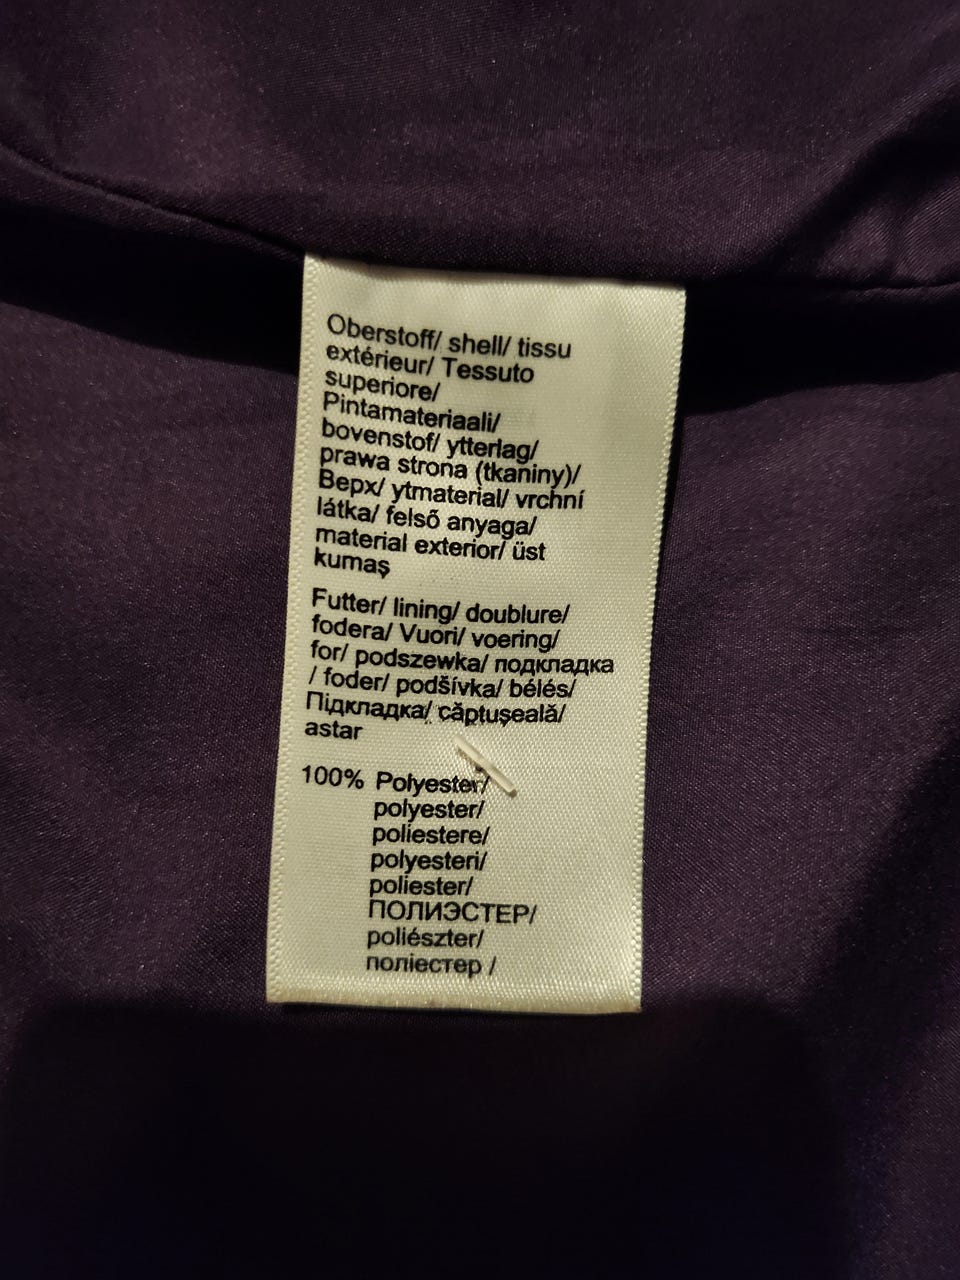 Oberstoff/ shell/ tissu
extérieur/ Tessuto
superiore/
Pintamateriaali/
bovenstof/ ytterlag/
prawa strona (tkaniny)/
Верх/ ytmaterial/ vrchní
látka/ felső anyaga/
material exterior/ üst
kumaş
Futter/ lining/ doublure/
fodera/ Vuori/ voering/
for/ podszewka/ подкладка
/ foder/ podšívka/ bélés/
Підкладка/ căptuşeală/
astar
100% Polyester/
polyester/
poliestere/
polyesteri/
poliester/
ПОЛИЭСТЕР/
poliészter/
поліестер /